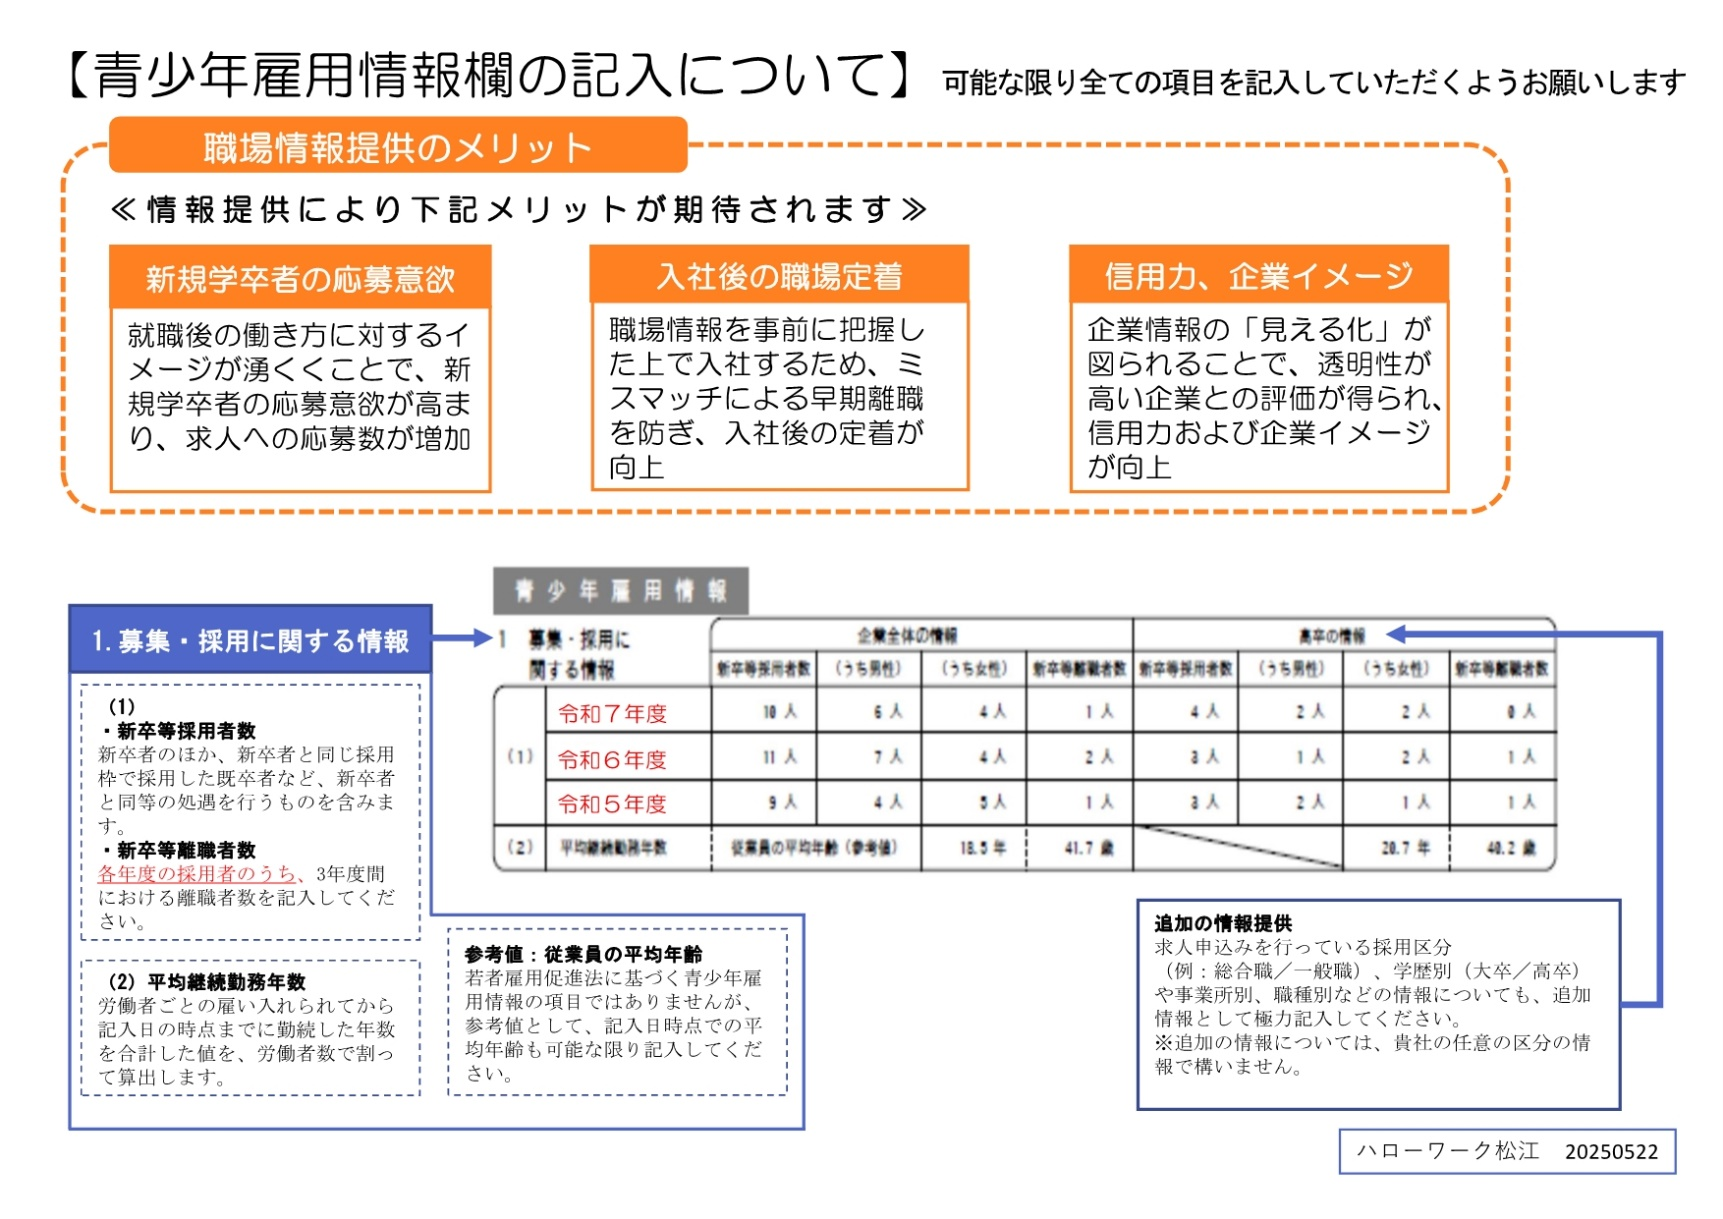 【青少年雇用情報欄の記入について】 可能な限り全ての項目を記入していただくようお願いします
職場情報提供のメリット
≪情報提供により下記メリットが期待されます≫
新規学卒者の応募意欲
就職後の働き方に対するイ
メージが湧くくことで、新
規学卒者の応募意欲が高ま
り、求人への応募数が増加
入社後の職場定着
職場情報を事前に把握し
た上で入社するため、ミ
スマッチによる早期離職
を防ぎ、入社後の定着が
向上
信用力、企業イメージ
企業情報の「見える化」が
図られることで、透明性が
高い企業との評価が得られ、
信用力および企業イメージ
が向上
青少年雇用情報
1 募集・採用に
関する情報
企業全体の情報 高卒の情報
新卒等採用者数 （うち男性） （うち女性） 新卒等離職者数 新卒等採用者数 （うち男性） （うち女性） 新卒等離職者数
令和７年度 10 人 6 人 4 人 1 人 4 人 2 人 2 人 0 人
（1） 令和６年度 11 人 7 人 4 人 2 人 3 人 1 人 2 人 1 人
令和５年度 9 人 4 人 5 人 1 人 3 人 2 人 1 人 1 人
（2） 平均継続勤務年数 従業員の平均年齢（参考値） 18.5 年 41.7 歳 20.7 年 40.2 歳
1. 募集・採用に関する情報
（1）
・新卒等採用者数
新卒者のほか、新卒者と同じ採用
枠で採用した既卒者など、新卒者
と同等の処遇を行うものを含みま
す。
・新卒等離職者数
各年度の採用者のうち、3年度間
における離職者数を記入してくだ
さい。
（2）平均継続勤務年数
労働者ごとの雇い入れられてから
記入日の時点までに勤続した年数
を合計した値を、労働者数で割っ
て算出します。
参考値：従業員の平均年齢
若者雇用促進法に基づく青少年雇
用情報の項目ではありませんが、
参考値として、記入日時点での平
均年齢も可能な限り記入してくだ
さい。
追加の情報提供
求人申込みを行っている採用区分
（例：総合職／一般職）、学歴別（大卒／高卒）
や事業所別、職種別などの情報についても、追加
情報として極力記入してください。
※追加の情報については、貴社の任意の区分の情
報で構いません。
ハローワーク松江 20250522